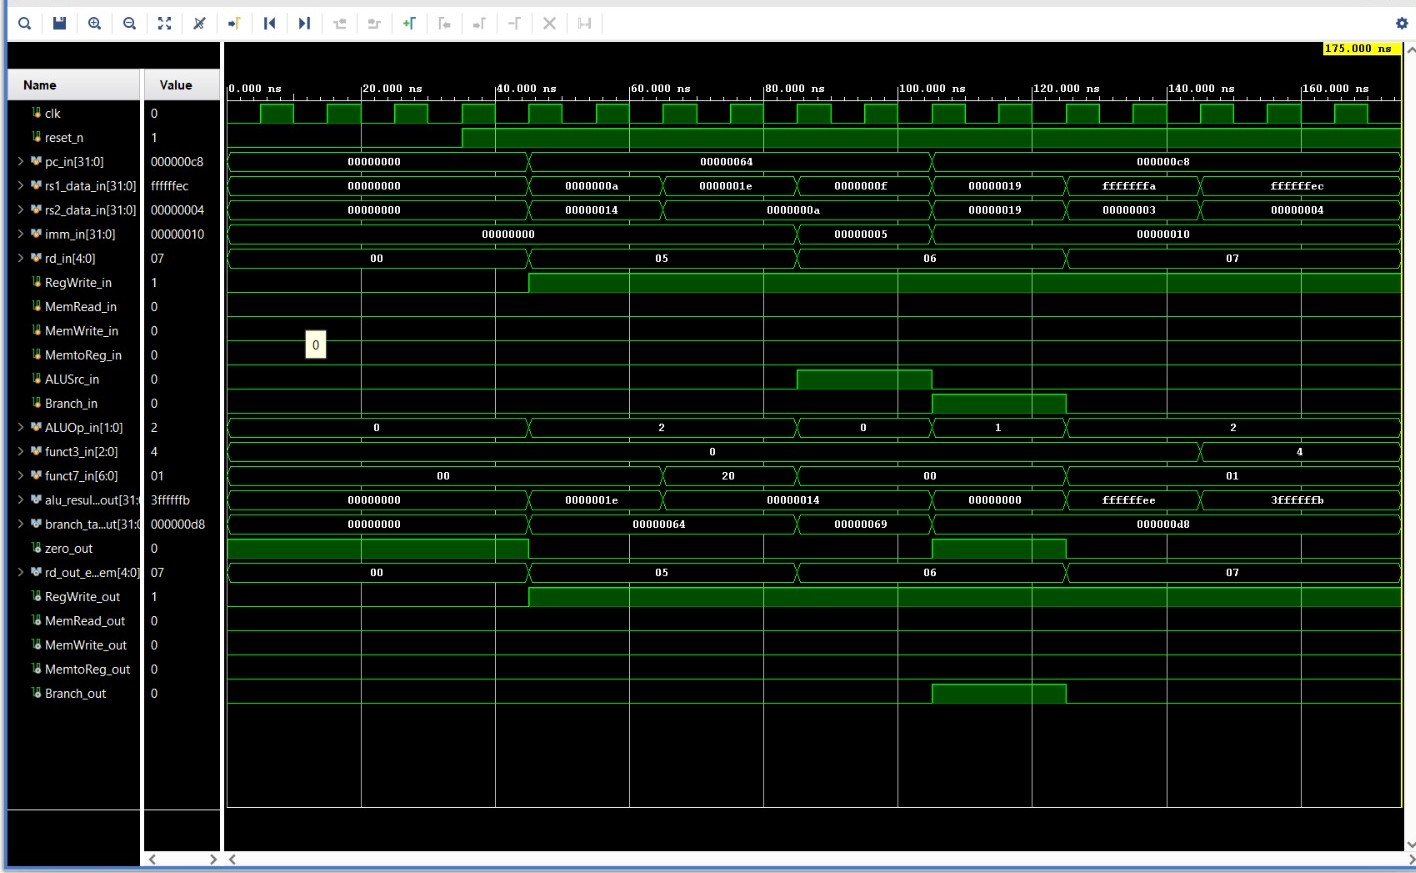 175.000 ns
Name Value
0.000 ns 20.000 ns 40.000 ns 60.000 ns 80.000 ns 100.000 ns 120.000 ns 140.000 ns 160.000 ns
clk 0
reset_n 1
pc_in[31:0] 000000c8 00000000 00000064 000000c8
rs1_data_in[31:0] ffffffec 00000000 0000000a 0000001e 0000000f 00000019 fffffffa ffffffec
rs2_data_in[31:0] 00000004 00000000 00000014 0000000a 00000019 00000003 00000004
imm_in[31:0] 00000010 00000000 00000005 00000010
rd_in[4:0] 07 00 05 06 07
RegWrite_in 1
MemRead_in 0
MemWrite_in 0
0
MemtoReg_in 0
ALUSrc_in 0
Branch_in 0
ALUOp_in[1:0] 2 0 2 0 1 2
funct3_in[2:0] 4 0 4
funct7_in[6:0] 01 00 20 00 01
alu_resul...out[31:0 3ffffffb 00000000 0000001e 00000014 00000000 ffffffee 3ffffffb
branch_ta...ut[31:0 000000d8 00000000 00000064 00000069 000000d8
zero_out 0
rd_out_e...em[4:0] 07 00 05 06 07
RegWrite_out 1
MemRead_out 0
MemWrite_out 0
MemtoReg_out 0
Branch_out 0